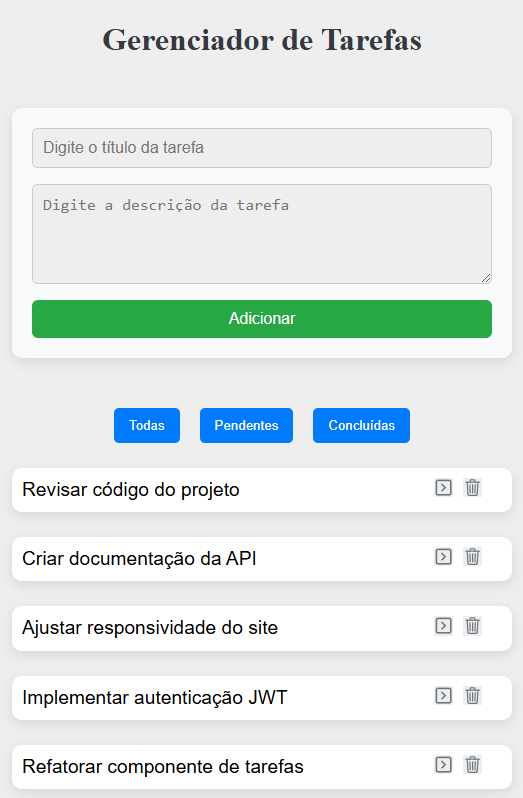 Gerenciador de Tarefas
Digite o título da tarefa
Digite a descrição da tarefa
Adicionar
Todas Pendentes Concluídas
Revisar código do projeto
Criar documentação da API
Ajustar responsividade do site
Implementar autenticação JWT
Refatorar componente de tarefas